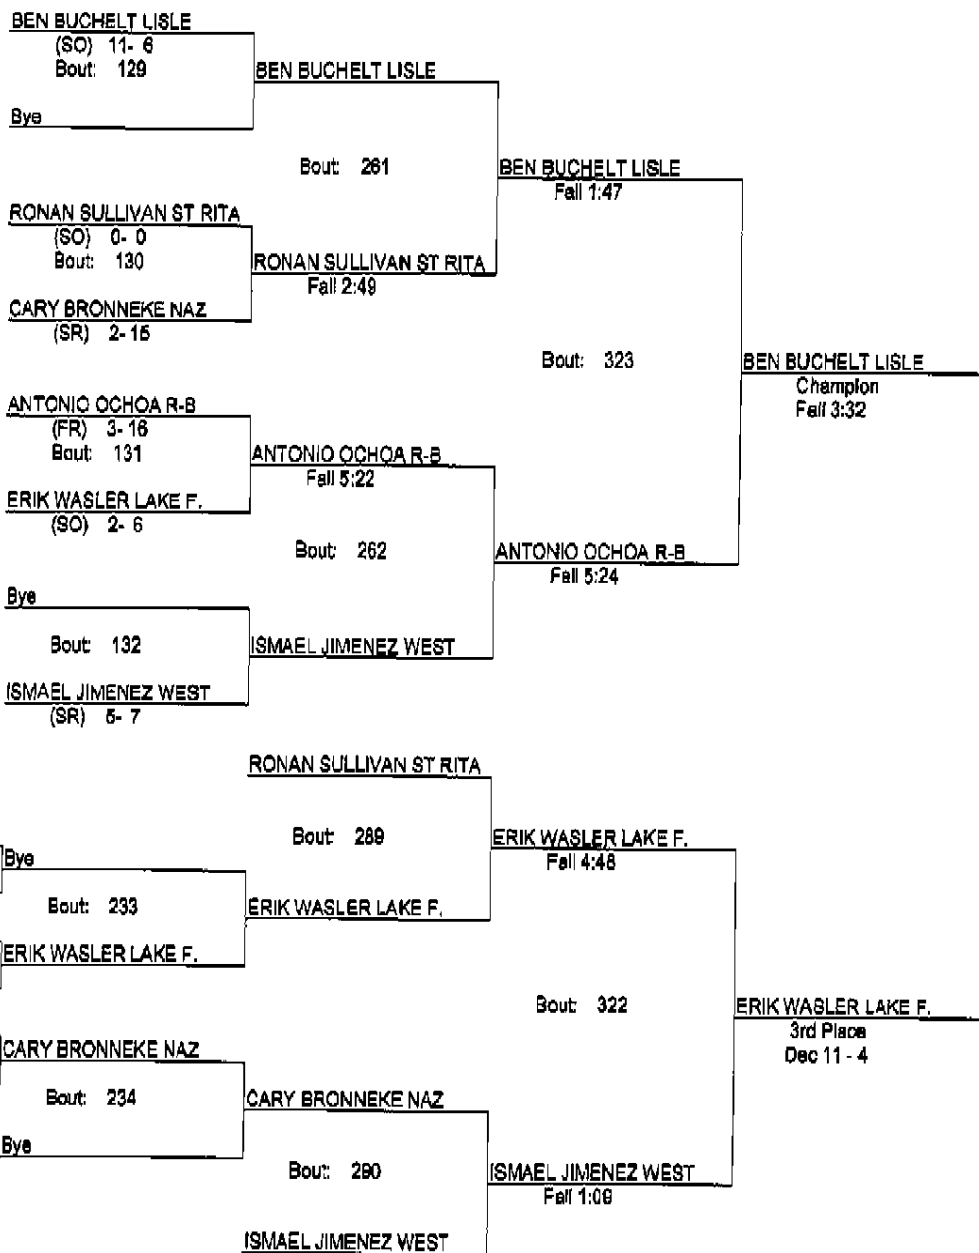 BEN BUCHELT LISLE
(SO) 11- 6
Bout: 129
BEN BUCHELT LISLE
Bye
Bout: 261
BEN BUCHELT LISLE
Fall 1:47
RONAN SULLIVAN ST RITA
(SO) 0- 0
Bout: 130
RONAN SULLIVAN ST RITA
Fall 2:49
CARY BRONNEKE NAZ
(SR) 2- 15
Bout: 323
BEN BUCHELT LISLE
Champion
Fall 3:32
ANTONIO OCHOA R-B
(FR) 3- 16
Bout: 131
ANTONIO OCHOA R-B
Fall 5:22
ERIK WASLER LAKE F.
(SO) 2- 6
Bout: 262
ANTONIO OCHOA R-B
Fall 5:24
Bye
Bout: 132
ISMAEL JIMENEZ WEST
ISMAEL JIMENEZ WEST
(SR) 5- 7
RONAN SULLIVAN ST RITA
Bout: 289
ERIK WASLER LAKE F.
Fall 4:48
Bye
Bout: 233
ERIK WASLER LAKE F.
ERIK WASLER LAKE F.
Bout: 322
ERIK WASLER LAKE F.
3rd Place
Dec 11 - 4
CARY BRONNEKE NAZ
Bout: 234
CARY BRONNEKE NAZ
Bye
Bout: 290
ISMAEL JIMENEZ WEST
Fall 1:09
ISMAEL JIMENEZ WEST